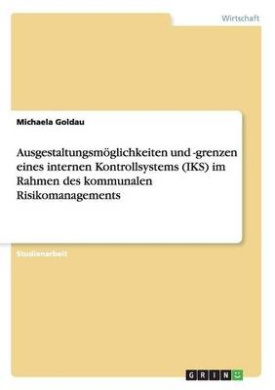 Wirtschaft
Michaela Goldau
Ausgestaltungsmöglichkeiten und -grenzen
eines internen Kontrollsystems (IKS) im
Rahmen des kommunalen
Risikomanagements
Studienarbeit
GRIN